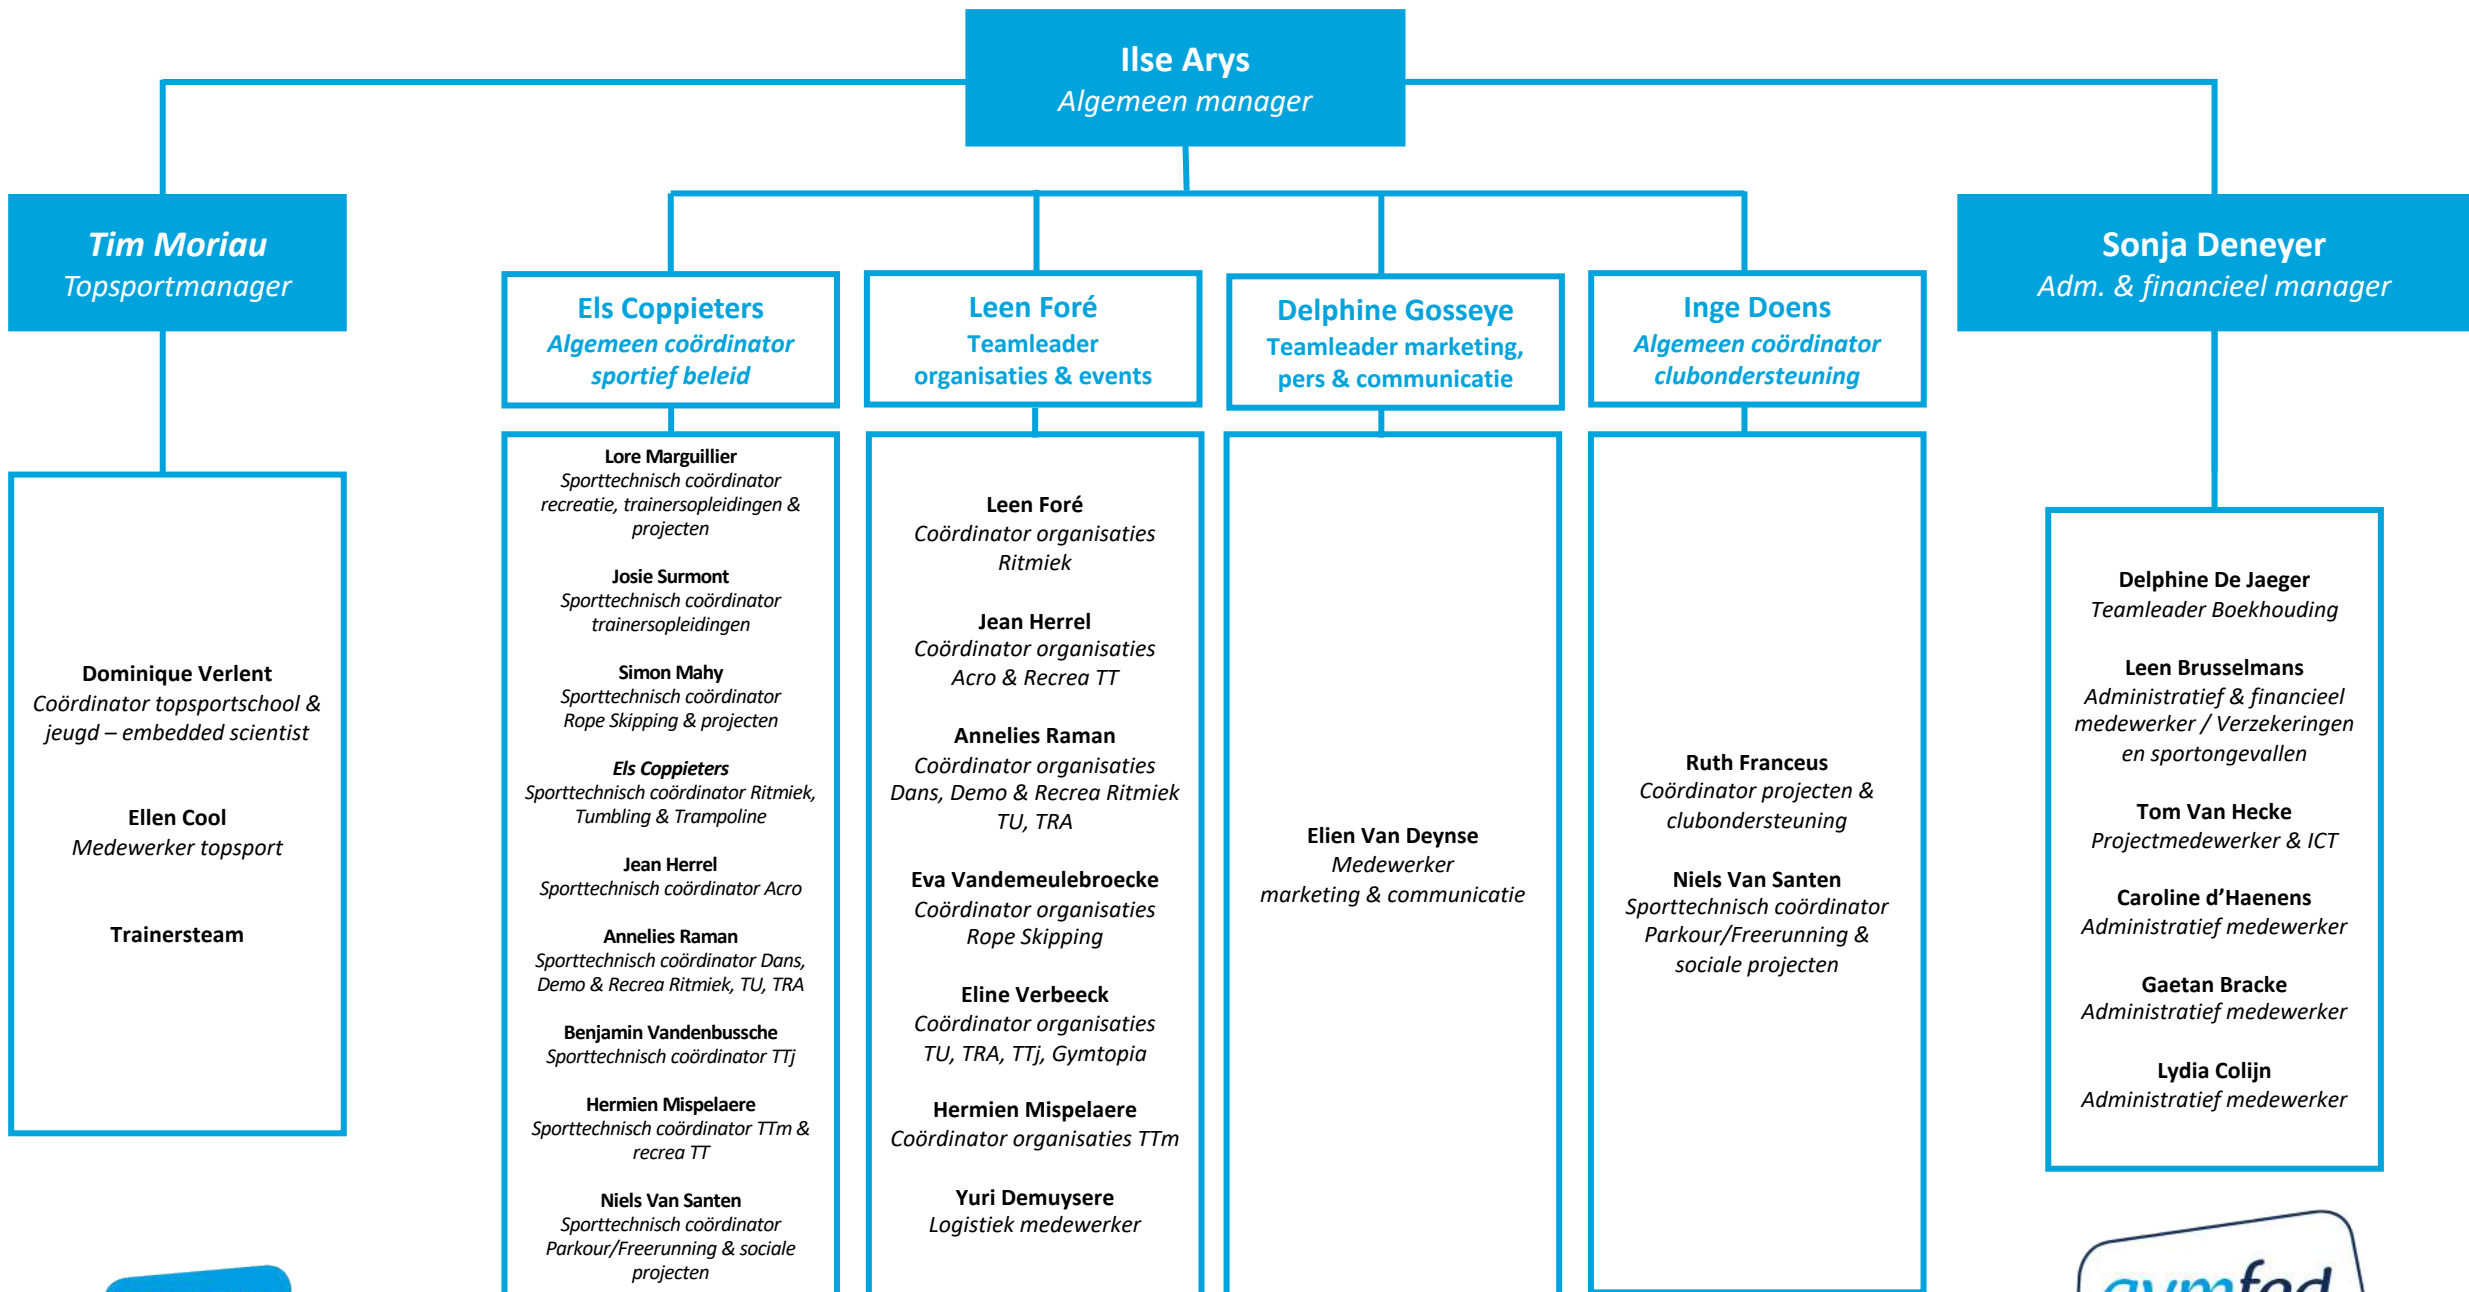 Ilse Arys
Algemeen manager
Tim Moriau
Topsportmanager
Sonja Deneyer
Adm. & financieel manager
Els Coppieters
Algemeen coördinator
sportief beleid
Leen Foré
Teamleader
organisaties & events
Delphine Gosseye
Teamleader marketing,
pers & communicatie
Inge Doens
Algemeen coördinator
clubondersteuning
Dominique Verlent
Coördinator topsportschool &
jeugd – embedded scientist
Ellen Cool
Medewerker topsport
Trainersteam
Lore Marguillier
Sporttechnisch coördinator
recreatie, trainersopleidingen &
projecten
Josie Surmont
Sporttechnisch coördinator
trainersopleidingen
Simon Mahy
Sporttechnisch coördinator
Rope Skipping & projecten
Els Coppieters
Sporttechnisch coördinator Ritmiek,
Tumbling & Trampoline
Jean Herrel
Sporttechnisch coördinator Acro
Annelies Raman
Sporttechnisch coördinator Dans,
Demo & Recrea Ritmiek, TU, TRA
Benjamin Vandenbussche
Sporttechnisch coördinator TTj
Hermien Mispelaere
Sporttechnisch coördinator TTm &
recrea TT
Niels Van Santen
Sporttechnisch coördinator
Parkour/Freerunning & sociale
projecten
Leen Foré
Coördinator organisaties
Ritmiek
Jean Herrel
Coördinator organisaties
Acro & Recrea TT
Annelies Raman
Coördinator organisaties
Dans, Demo & Recrea Ritmiek
TU, TRA
Eva Vandemeulebroecke
Coördinator organisaties
Rope Skipping
Eline Verbeeck
Coördinator organisaties
TU, TRA, TTj, Gymtopia
Hermien Mispelaere
Coördinator organisaties TTm
Yuri Demuysere
Logistiek medewerker
Elien Van Deynse
Medewerker
marketing & communicatie
Ruth Franceus
Coördinator projecten &
clubondersteuning
Niels Van Santen
Sporttechnisch coördinator
Parkour/Freerunning &
sociale projecten
Delphine De Jaeger
Teamleader Boekhouding
Leen Brusselmans
Administratief & financieel
medewerker / Verzekeringen
en sportongevallen
Tom Van Hecke
Projectmedewerker & ICT
Caroline d’Haenens
Administratief medewerker
Gaetan Bracke
Administratief medewerker
Lydia Colijn
Administratief medewerker
gymfed